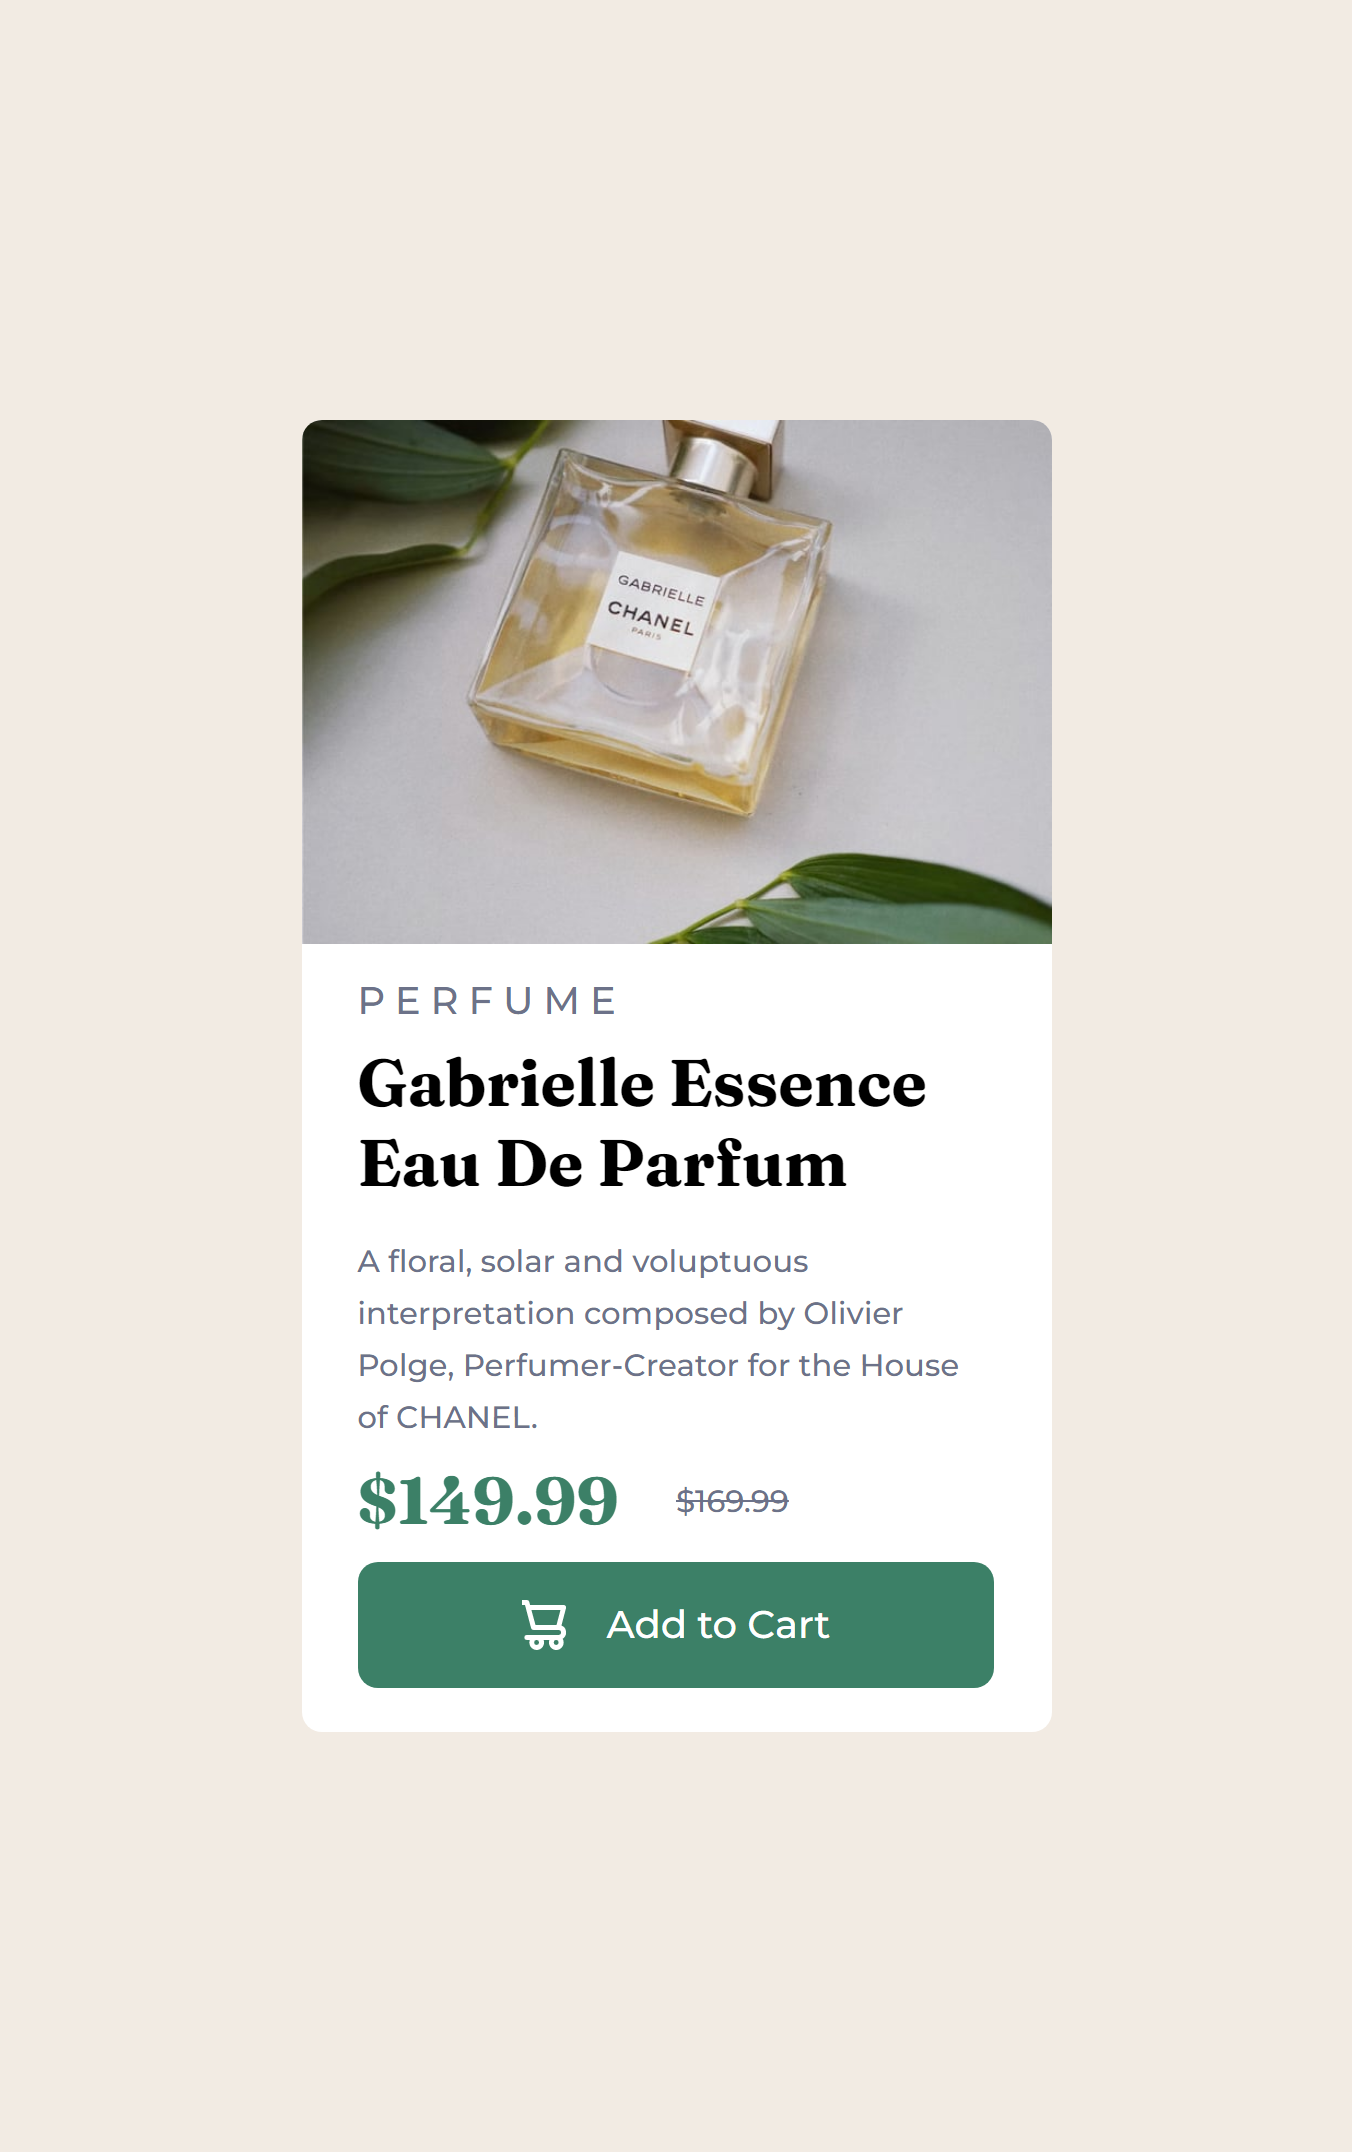 GABRIELLE
CHANEL
PARIS
PERFUME
Gabrielle Essence
Eau De Parfum
A floral, solar and voluptuous
interpretation composed by Olivier
Polge, Perfumer-Creator for the House
of CHANEL.
$149.99 $169.99
Add to Cart